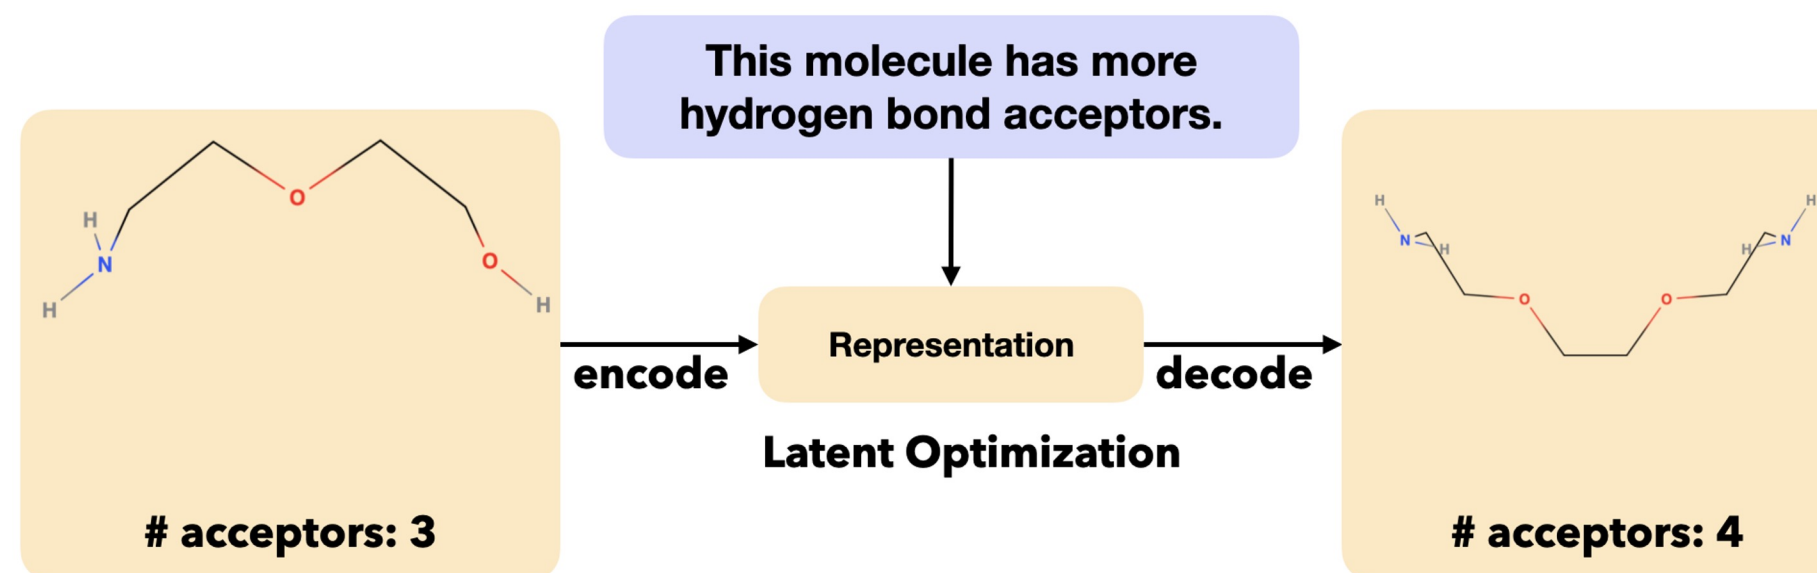 This molecule has more
hydrogen bond acceptors.
O
H
N
H
O
H
# acceptors: 3
encode
Representation
decode
Latent Optimization
H
H
N
H
H
N
O
O
# acceptors: 4